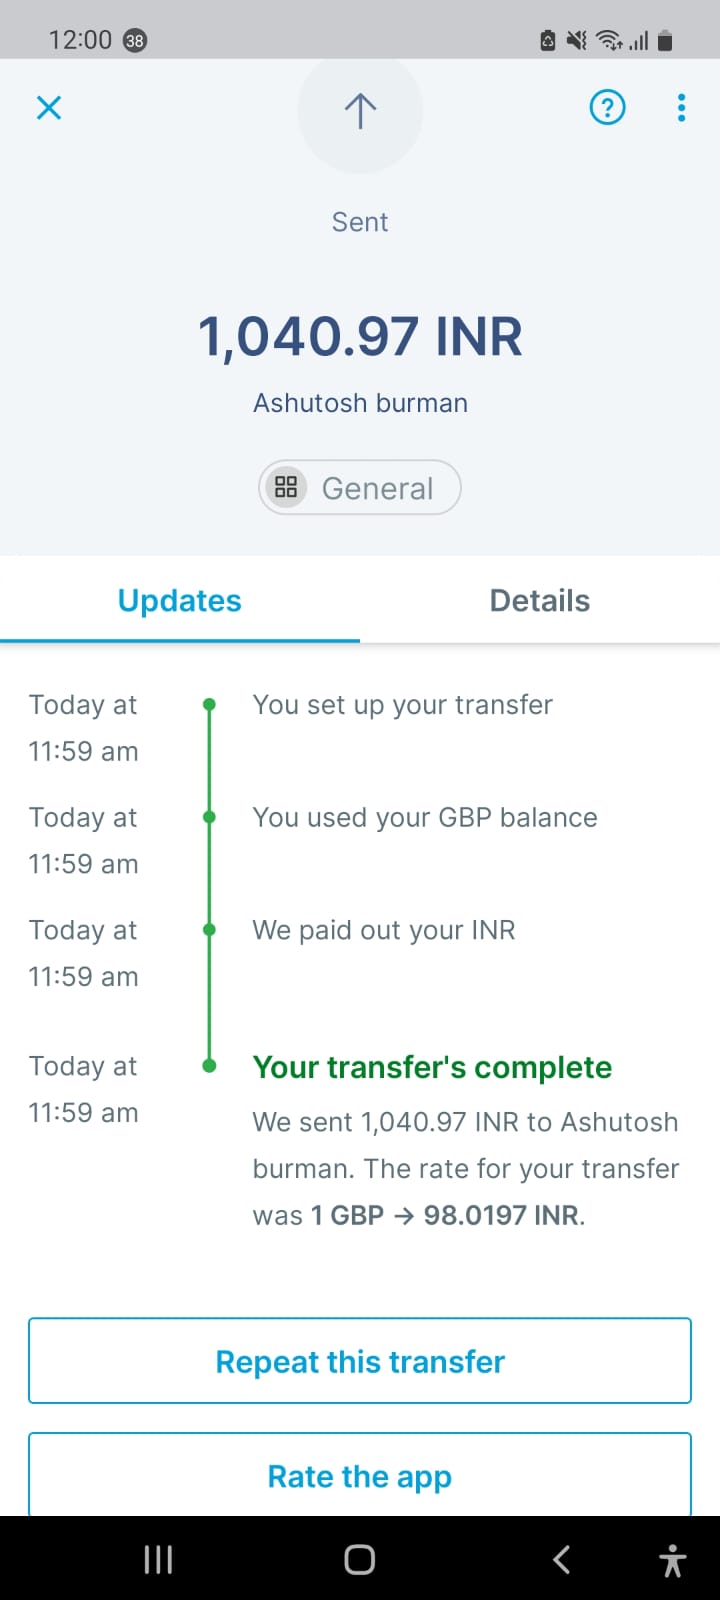 12:00 38
?
Sent
1,040.97 INR
Ashutosh burman
General
Updates Details
Today at You set up your transfer
11:59 am
Today at You used your GBP balance
11:59 am
Today at We paid out your INR
11:59 am
Today at Your transfer's complete
11:59 am We sent 1,040.97 INR to Ashutosh
burman. The rate for your transfer
was 1 GBP → 98.0197 INR.
Repeat this transfer
Rate the app